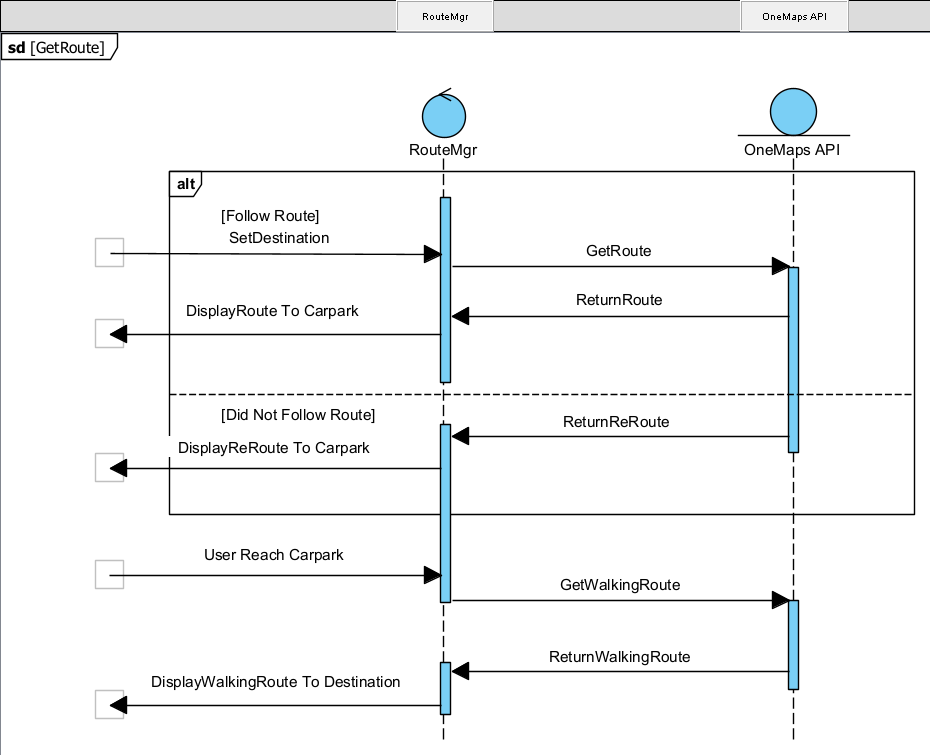 RouteMgr
OneMaps API
sd [GetRoute]
RouteMgr
OneMaps API
alt
[Follow Route]
SetDestination
GetRoute
ReturnRoute
DisplayRoute To Carpark
[Did Not Follow Route]
ReturnReRoute
DisplayReRoute To Carpark
User Reach Carpark
GetWalkingRoute
ReturnWalkingRoute
DisplayWalkingRoute To Destination